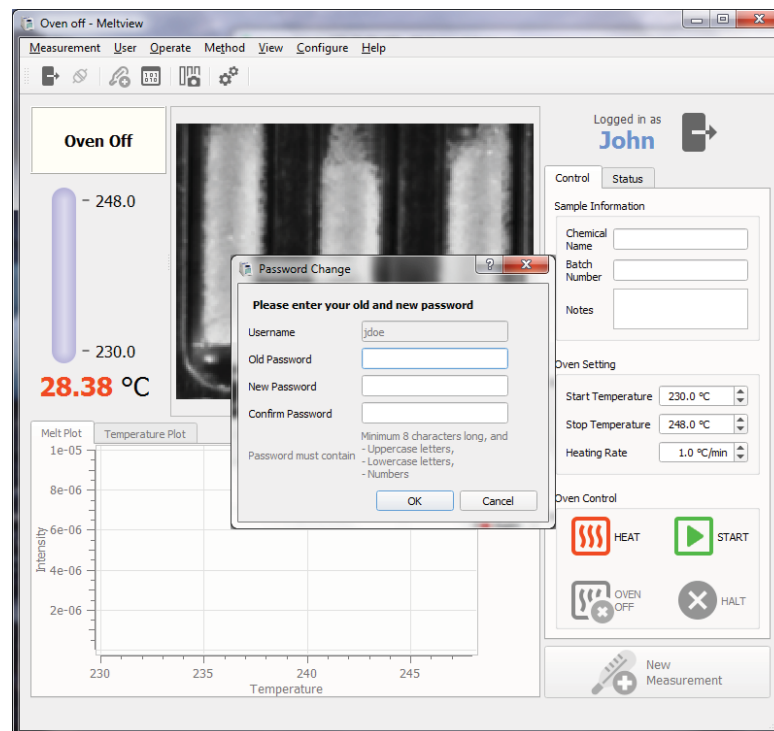 Oven off - Meltview
Measurement User Operate Method View Configure Help
Oven Off
248.0
230.0
28.38 °C
Logged in as
John
Control Status
Sample Information
Chemical Name
Batch Number
Notes
Oven Setting
Start Temperature 230.0 °C
Stop Temperature 248.0 °C
Heating Rate 1.0 °C/min
Oven Control
HEAT START
OVEN OFF HALT
New Measurement
Password Change
Please enter your old and new password
Username jdoe
Old Password
New Password
Confirm Password
Password must contain
Minimum 8 characters long, and
- Uppercase letters,
- Lowercase letters,
- Numbers
OK Cancel
Melt Plot Temperature Plot
1e-05
8e-06
6e-06
4e-06
2e-06
Intensity
230 235 240 245
Temperature